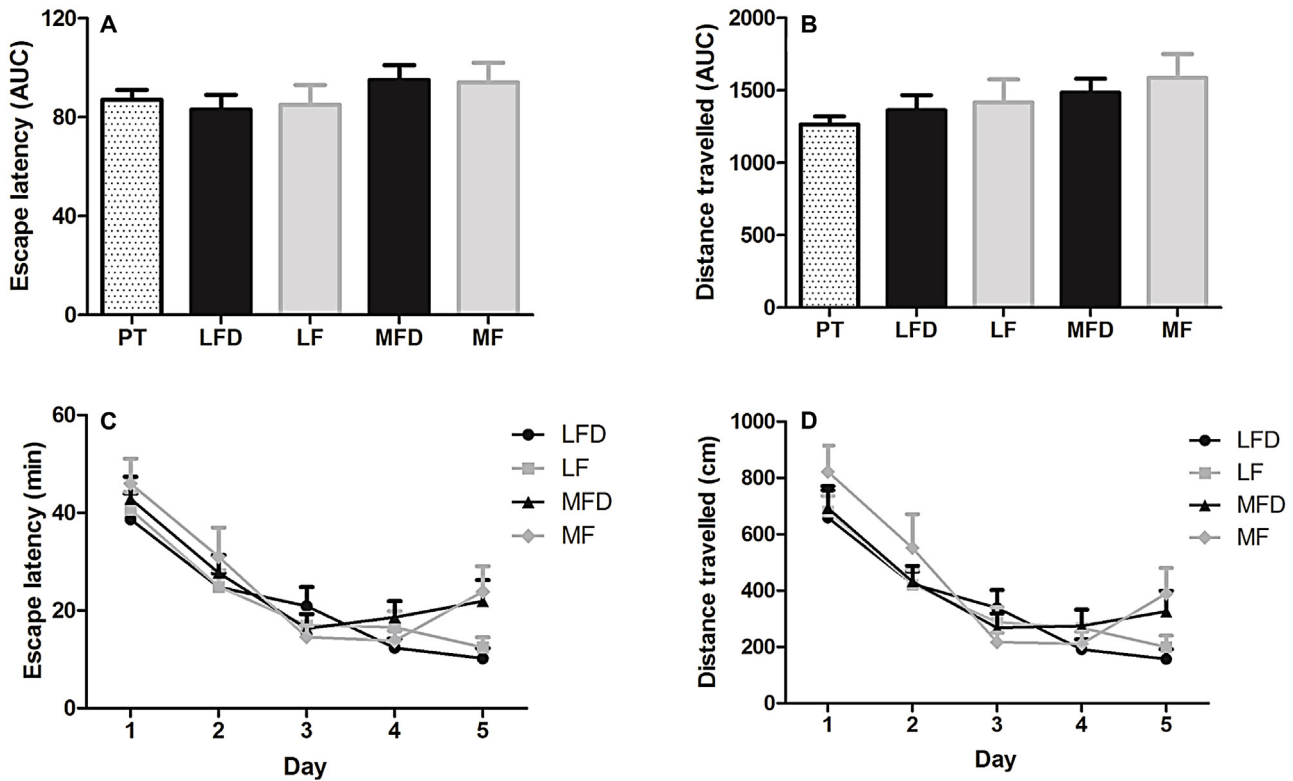 A
Escape latency (AUC)
120
80
40
0
PT LFD LF MFD MF
B
Distance travelled (AUC)
2000
1500
1000
500
0
PT LFD LF MFD MF
C
Escape latency (min)
60
40
20
0
1 2 3 4 5
Day
LFD
LF
MFD
MF
D
Distance travelled (cm)
1000
800
600
400
200
0
1 2 3 4 5
Day
LFD
LF
MFD
MF